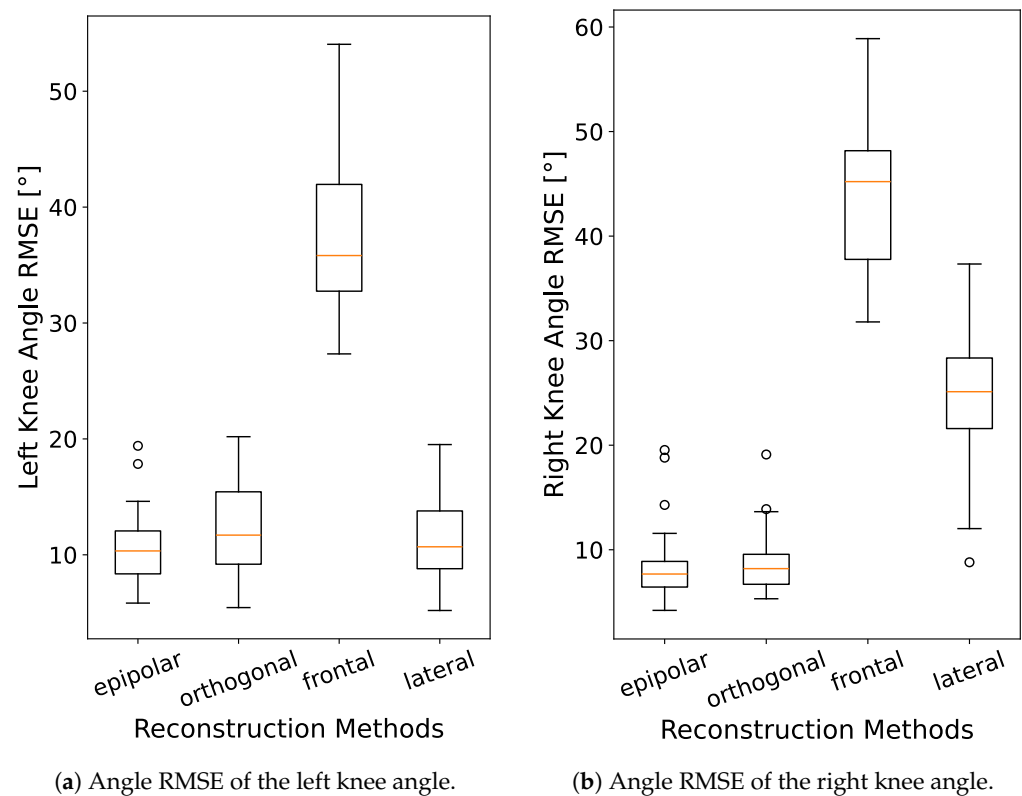 Left Knee Angle RMSE [°]
50
40
30
20
10
epipolar
orthogonal
frontal
lateral
Reconstruction Methods
(a) Angle RMSE of the left knee angle.
Right Knee Angle RMSE [°]
60
50
40
30
20
10
epipolar
orthogonal
frontal
lateral
Reconstruction Methods
(b) Angle RMSE of the right knee angle.